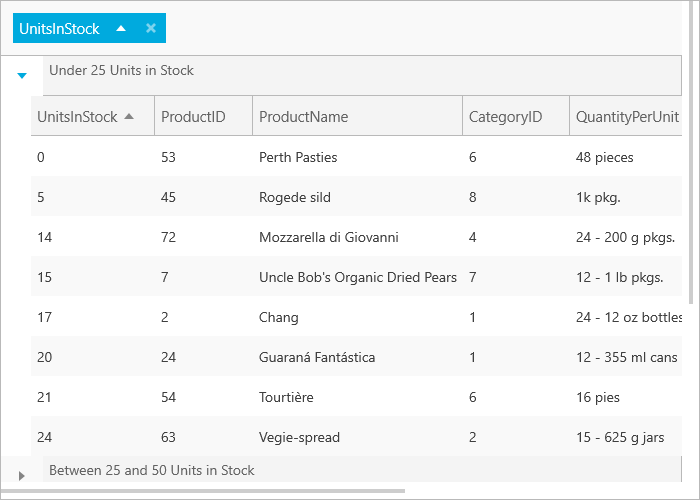 UnitsInStock
Under 25 Units in Stock
UnitsInStock ProductID ProductName CategoryID QuantityPerUnit
0 53 Perth Pasties 6 48 pieces
5 45 Rogede sild 8 1k pkg.
14 72 Mozzarella di Giovanni 4 24 - 200 g pkgs.
15 7 Uncle Bob's Organic Dried Pears 7 12 - 1 lb pkgs.
17 2 Chang 1 24 - 12 oz bottles
20 24 Guaraná Fantástica 1 12 - 355 ml cans
21 54 Tourtière 6 16 pies
24 63 Vegie-spread 2 15 - 625 g jars
Between 25 and 50 Units in Stock